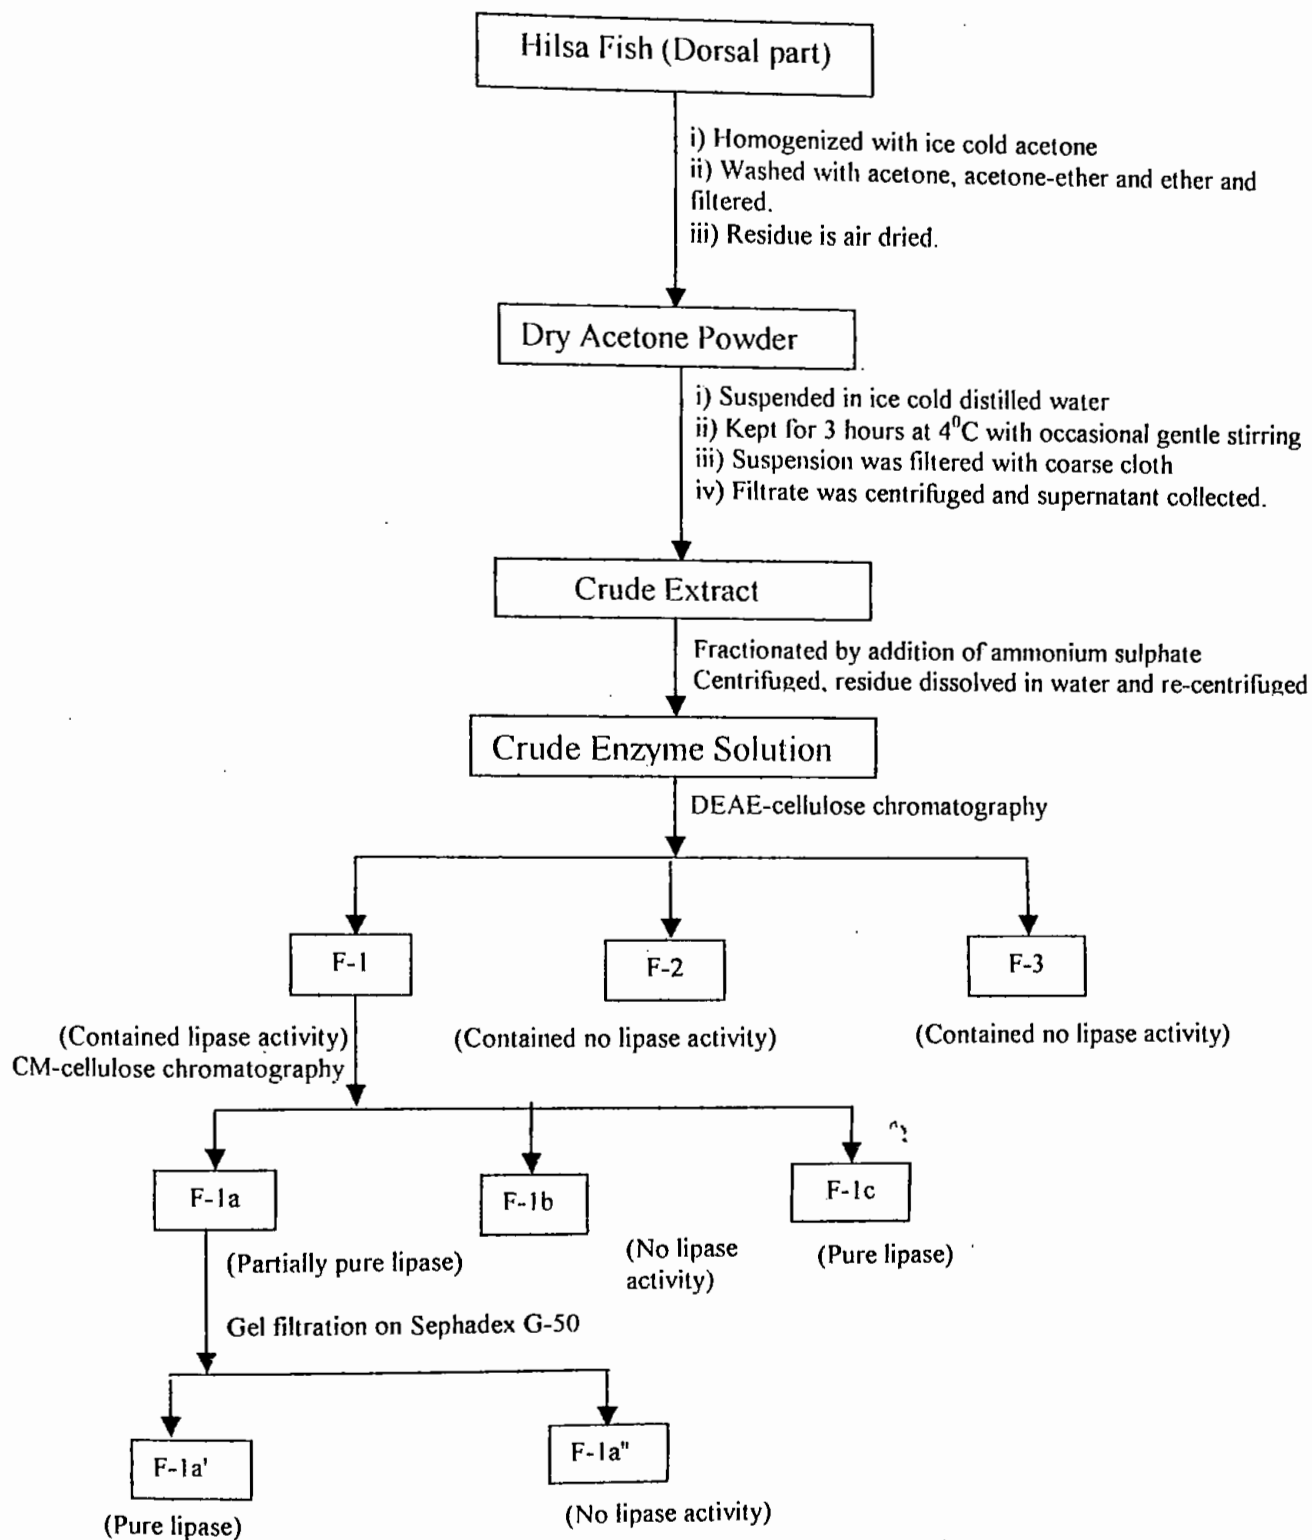 Hilsa Fish (Dorsal part)
i) Homogenized with ice cold acetone
ii) Washed with acetone, acetone-ether and ether and
filtered.
iii) Residue is air dried.
Dry Acetone Powder
i) Suspended in ice cold distilled water
ii) Kept for 3 hours at 4⁰C with occasional gentle stirring
iii) Suspension was filtered with coarse cloth
iv) Filtrate was centrifuged and supernatant collected.
Crude Extract
Fractionated by addition of ammonium sulphate
Centrifuged, residue dissolved in water and re-centrifuged
Crude Enzyme Solution
DEAE-cellulose chromatography
F-1
F-2
F-3
(Contained lipase activity)
(Contained no lipase activity)
(Contained no lipase activity)
CM-cellulose chromatography
F-1a
F-1b
F-1c
(Partially pure lipase)
(No lipase
activity)
(Pure lipase)
Gel filtration on Sephadex G-50
F-1a'
F-1a"
(Pure lipase)
(No lipase activity)